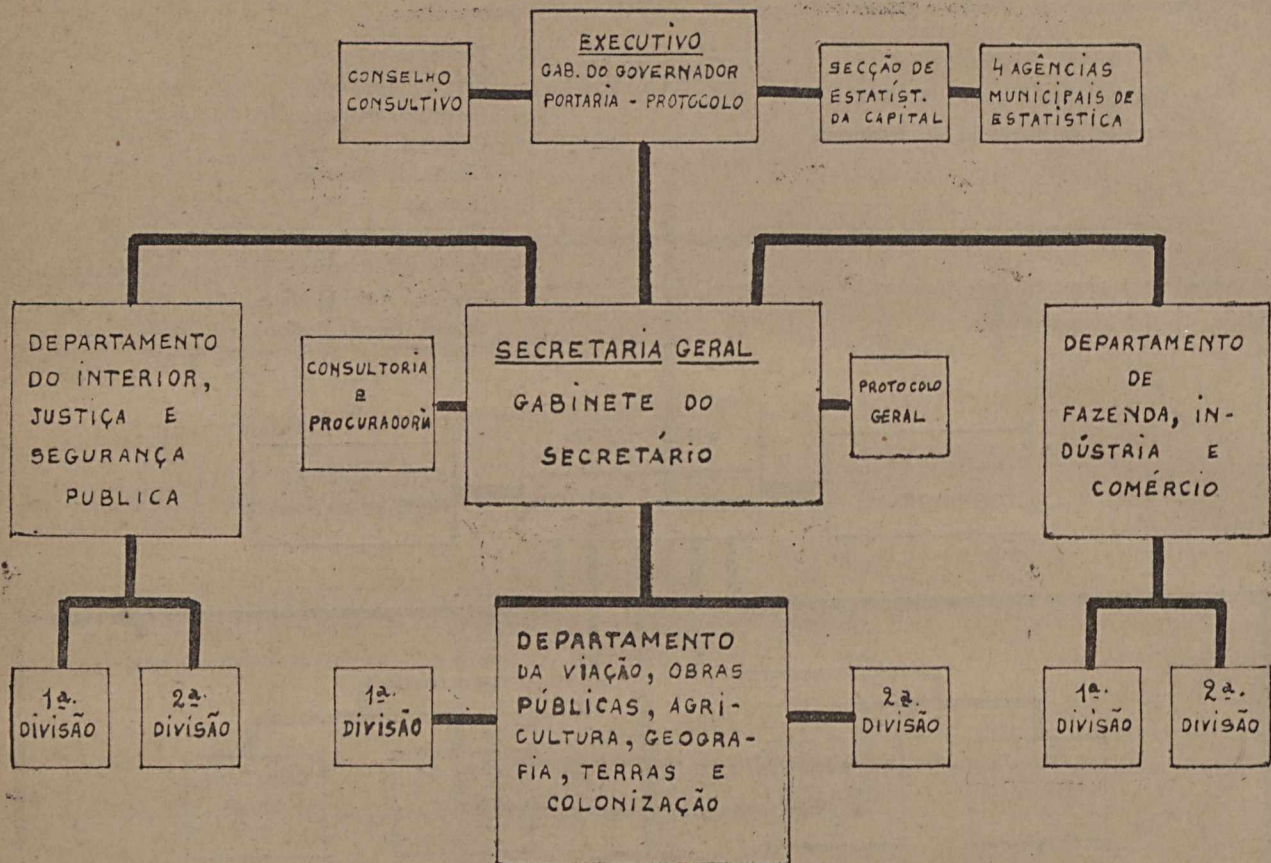 EXECUTIVO
GAB. DO GOVERNADOR
PORTARIA - PROTOCOLO
CONSELHO
CONSULTIVO
SECÇÃO DE
ESTATÍST.
DA CAPITAL
4 AGÊNCIAS
MUNICIPAIS DE
ESTATÍSTICA
DEPARTAMENTO
DO INTERIOR,
JUSTIÇA E
SEGURANÇA
PUBLICA
CONSULTORIA
e
PROCURADORIA
SECRETARIA GERAL
GABINETE DO
SECRETÁRIO
PROTOCOLO
GERAL
DEPARTAMENTO
DE
FAZENDA, IN-
DÚSTRIA E
COMÉRCIO
1ª.
DIVISÃO
2ª.
DIVISÃO
1ª.
DIVISÃO
DEPARTAMENTO
DA VIAÇÃO, OBRAS
PÚBLICAS, AGRI-
CULTURA, GEOGRA-
FIA, TERRAS E
COLONIZAÇÃO
2ª.
DIVISÃO
1ª.
DIVISÃO
2ª.
DIVISÃO